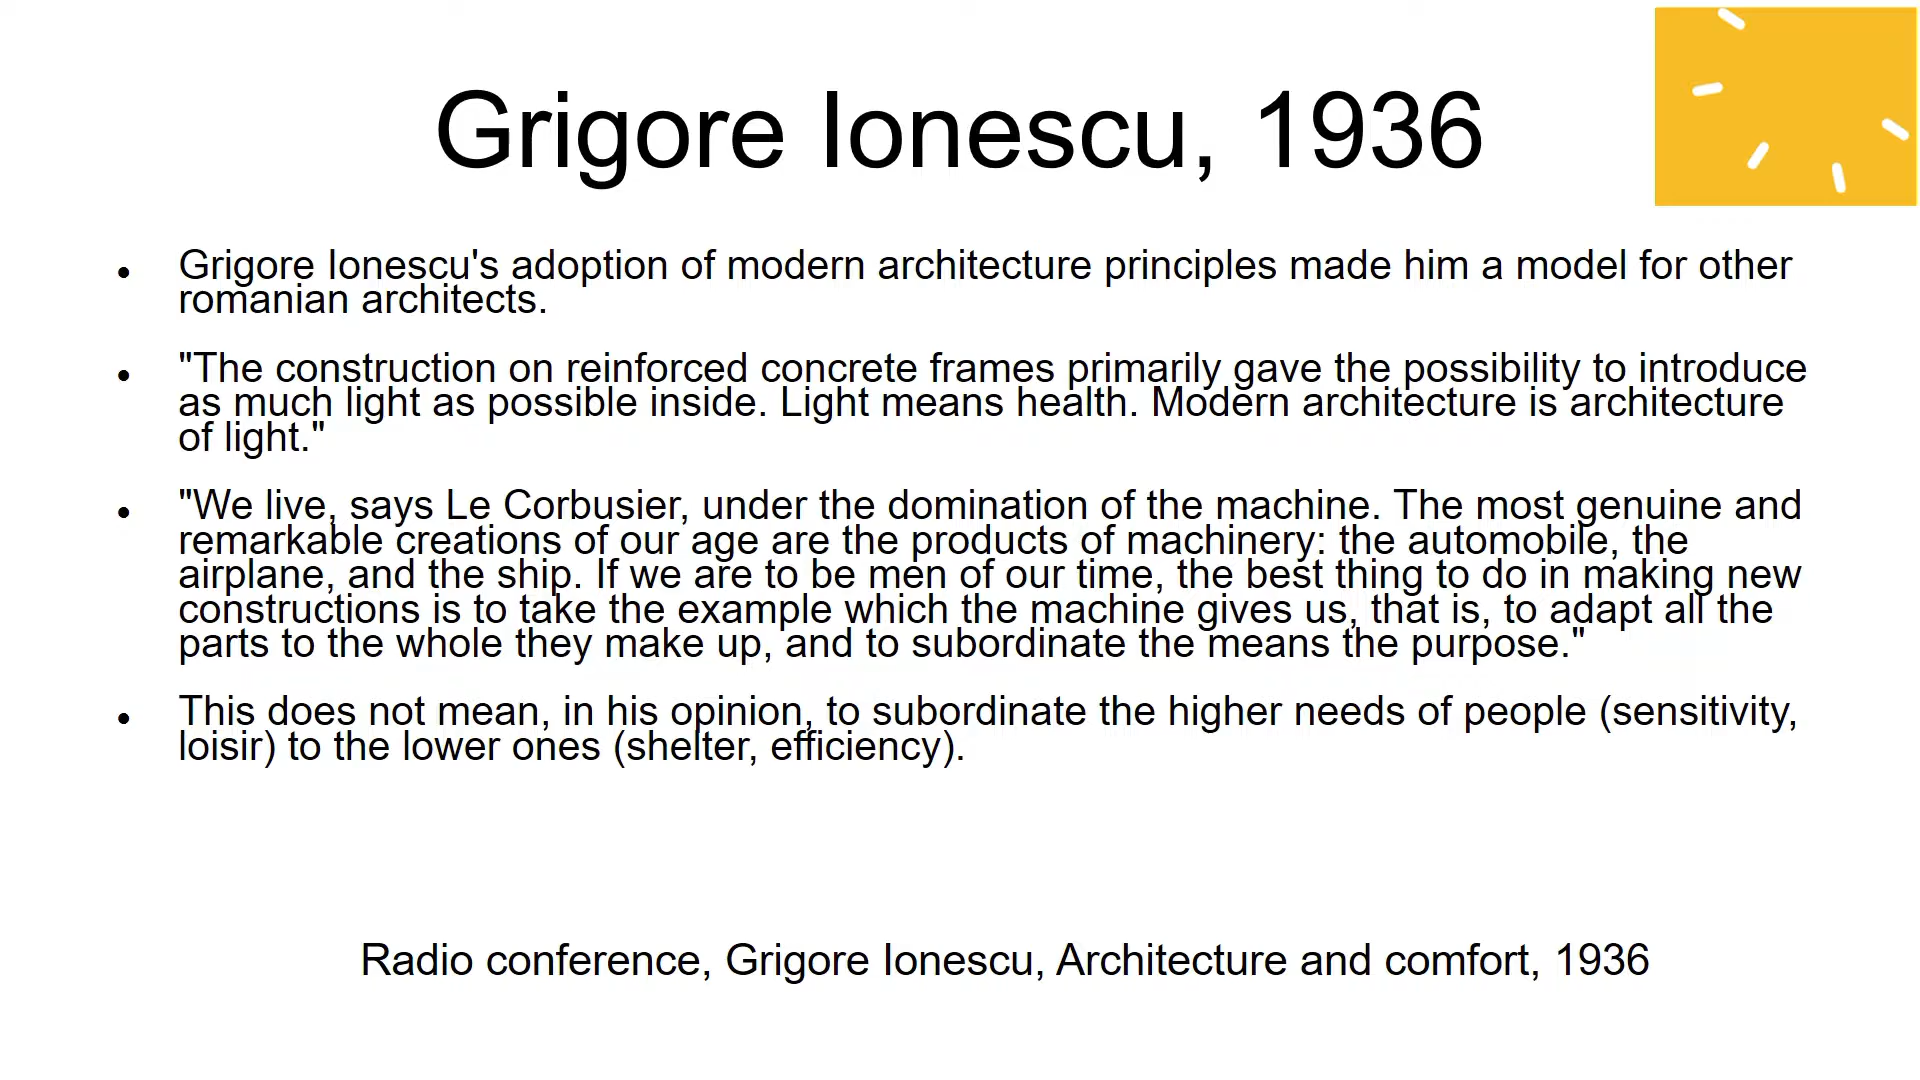 Grigore Ionescu, 1936
• Grigore Ionescu's adoption of modern architecture principles made him a model for other
romanian architects.
• "The construction on reinforced concrete frames primarily gave the possibility to introduce
as much light as possible inside. Light means health. Modern architecture is architecture
of light."
• "We live, says Le Corbusier, under the domination of the machine. The most genuine and
remarkable creations of our age are the products of machinery: the automobile, the
airplane, and the ship. If we are to be men of our time, the best thing to do in making new
constructions is to take the example which the machine gives us, that is, to adapt all the
parts to the whole they make up, and to subordinate the means the purpose."
• This does not mean, in his opinion, to subordinate the higher needs of people (sensitivity,
loisir) to the lower ones (shelter, efficiency).
Radio conference, Grigore Ionescu, Architecture and comfort, 1936